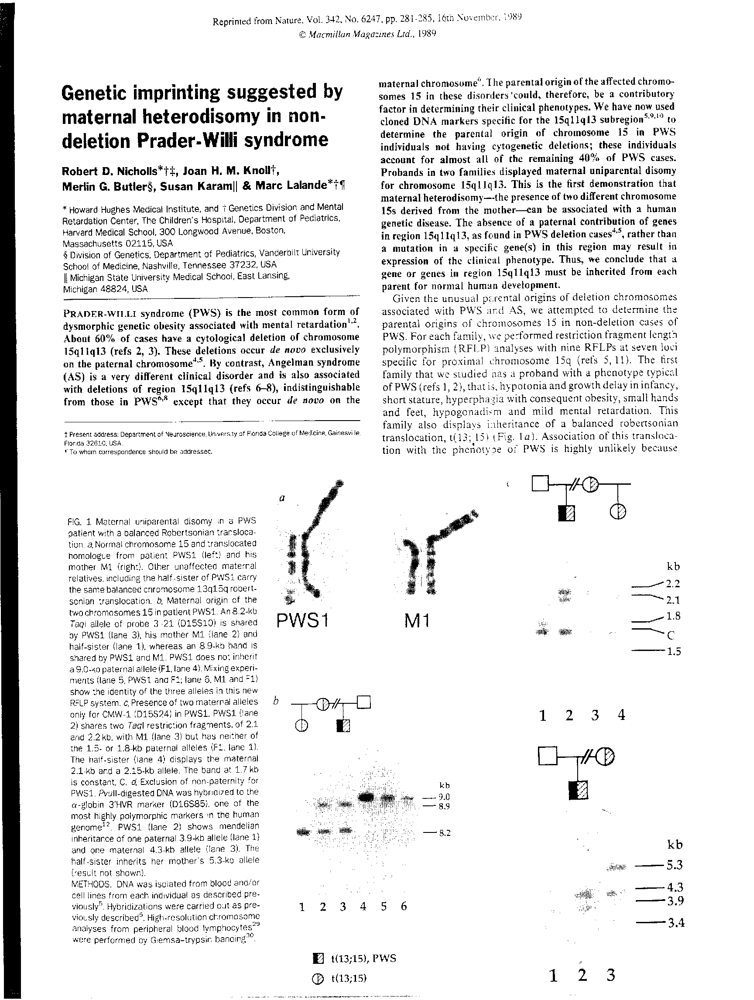 Reprinted from Nature, Vol. 342, No. 6247, pp. 281-285, 16th November, 1989
© Macmillan Magazines Ltd., 1989
Genetic imprinting suggested by
maternal heterodisomy in non-
deletion Prader-Willi syndrome
Robert D. Nicholls*†‡, Joan H. M. Knoll†,
Merlin G. Butler§, Susan Karam‖ & Marc Lalande*†¶
* Howard Hughes Medical Institute, and † Genetics Division and Mental
Retardation Center, The Children's Hospital, Department of Pediatrics,
Harvard Medical School, 300 Longwood Avenue, Boston,
Massachusetts 02115, USA
§ Division of Genetics, Department of Pediatrics, Vanderbilt University
School of Medicine, Nashville, Tennessee 37232, USA
‖ Michigan State University Medical School, East Lansing,
Michigan 48824, USA
PRADER-WILLI syndrome (PWS) is the most common form of
dysmorphic genetic obesity associated with mental retardation1,2.
About 60% of cases have a cytological deletion of chromosome
15q11q13 (refs 2, 3). These deletions occur de novo exclusively
on the paternal chromosome4,5. By contrast, Angelman syndrome
(AS) is a very different clinical disorder and is also associated
with deletions of region 15q11q13 (refs 6–8), indistinguishable
from those in PWS6,8 except that they occur de novo on the
‡ Present address: Department of Neuroscience, University of Florida College of Medicine, Gainesville,
Florida 32610, USA
¶ To whom correspondence should be addressed.
maternal chromosome6. The parental origin of the affected chromo-
somes 15 in these disorders could, therefore, be a contributory
factor in determining their clinical phenotypes. We have now used
cloned DNA markers specific for the 15q11q13 subregion5,9,10 to
determine the parental origin of chromosome 15 in PWS
individuals not having cytogenetic deletions; these individuals
account for almost all of the remaining 40% of PWS cases.
Probands in two families displayed maternal uniparental disomy
for chromosome 15q11q13. This is the first demonstration that
maternal heterodisomy—the presence of two different chromosome
15s derived from the mother—can be associated with a human
genetic disease. The absence of a paternal contribution of genes
in region 15q11q13, as found in PWS deletion cases4,5, rather than
a mutation in a specific gene(s) in this region may result in
expression of the clinical phenotype. Thus, we conclude that a
gene or genes in region 15q11q13 must be inherited from each
parent for normal human development.
Given the unusual parental origins of deletion chromosomes
associated with PWS and AS, we attempted to determine the
parental origins of chromosomes 15 in non-deletion cases of
PWS. For each family, we performed restriction fragment length
polymorphism (RFLP) analyses with nine RFLPs at seven loci
specific for proximal chromosome 15q (refs 5, 11). The first
family that we studied has a proband with a phenotype typical
of PWS (refs 1, 2), that is, hypotonia and growth delay in infancy,
short stature, hyperphagia with consequent obesity, small hands
and feet, hypogonadism and mild mental retardation. This
family also displays inheritance of a balanced robertsonian
translocation, t(13;15) (Fig. 1a). Association of this transloca-
tion with the phenotype of PWS is highly unlikely because
FIG. 1 Maternal uniparental disomy in a PWS
patient with a balanced Robertsonian transloca-
tion. a, Normal chromosome 15 and translocated
homologue from patient PWS1 (left) and his
mother M1 (right). Other unaffected maternal
relatives, including the half-sister of PWS1 carry
the same balanced chromosome 13q15q robert-
sonian translocation. b, Maternal origin of the
two chromosomes 15 in patient PWS1. An 8.2-kb
TaqI allele of probe 3-21 (D15S10) is shared
by PWS1 (lane 3), his mother M1 (lane 2) and
half-sister (lane 1), whereas an 8.9-kb band is
shared by PWS1 and M1. PWS1 does not inherit
a 9.0-kb paternal allele (F1, lane 4). Mixing experi-
ments (lane 5, PWS1 and F1; lane 6, M1 and F1)
show the identity of the three alleles in this new
RFLP system. c, Presence of two maternal alleles
only for CMW-1 (D15S24) in PWS1. PWS1 (lane
2) shares two TaqI restriction fragments, of 2.1
and 2.2kb, with M1 (lane 3) but has neither of
the 1.5- or 1.8-kb paternal alleles (F1, lane 1).
The half-sister (lane 4) displays the maternal
2.1-kb and a 2.15-kb allele. The band at 1.7 kb
is constant, C. d, Exclusion of non-paternity for
PWS1. PvuII-digested DNA was hybridized to the
α-globin 3'HVR marker (D16S85), one of the
most highly polymorphic markers in the human
genome12. PWS1 (lane 2) shows mendelian
inheritance of one paternal 3.9-kb allele (lane 1)
and one maternal 4.3-kb allele (lane 3). The
half-sister inherits her mother's 5.3-kb allele
(result not shown).
METHODS. DNA was isolated from blood and/or
cell lines from each individual as described pre-
viously5. Hybridizations were carried out as pre-
viously described5. High-resolution chromosome
analyses from peripheral blood lymphocytes29
were performed by Giemsa–trypsin banding30.
a
PWS1 M1
b
kb
9.0
8.9
8.2
1 2 3 4 5 6
t(13;15), PWS
t(13;15)
c
kb
2.2
2.1
1.8
C
1.5
1 2 3 4
kb
5.3
4.3
3.9
3.4
1 2 3